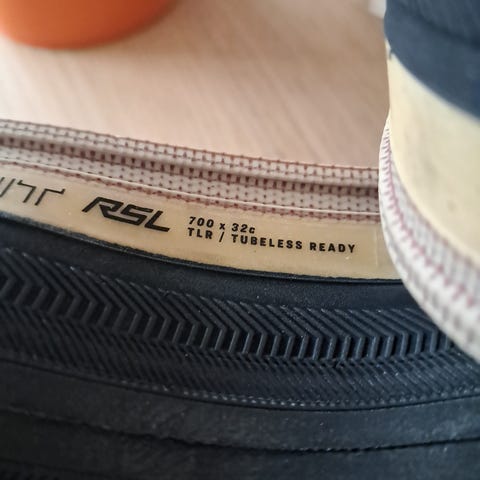 RSL
700 x 32c
TLR / TUBELESS READY